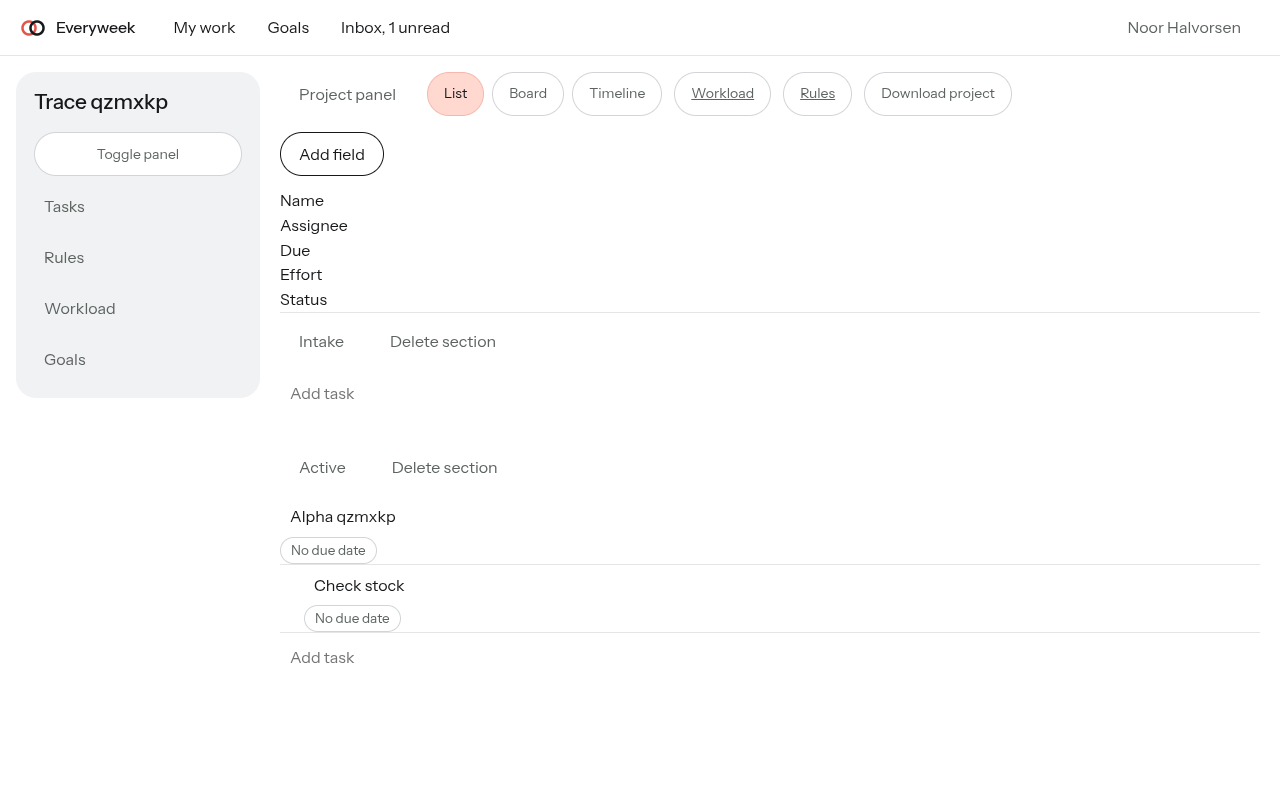 Everyweek My work Goals Inbox, 1 unread Noor Halvorsen
Trace qzmxkp
Toggle panel
Tasks
Rules
Workload
Goals
Project panel List Board Timeline Workload Rules Download project
Add field
Name
Assignee
Due
Effort
Status
Intake Delete section
Add task
Active Delete section
Alpha qzmxkp
No due date
Check stock
No due date
Add task